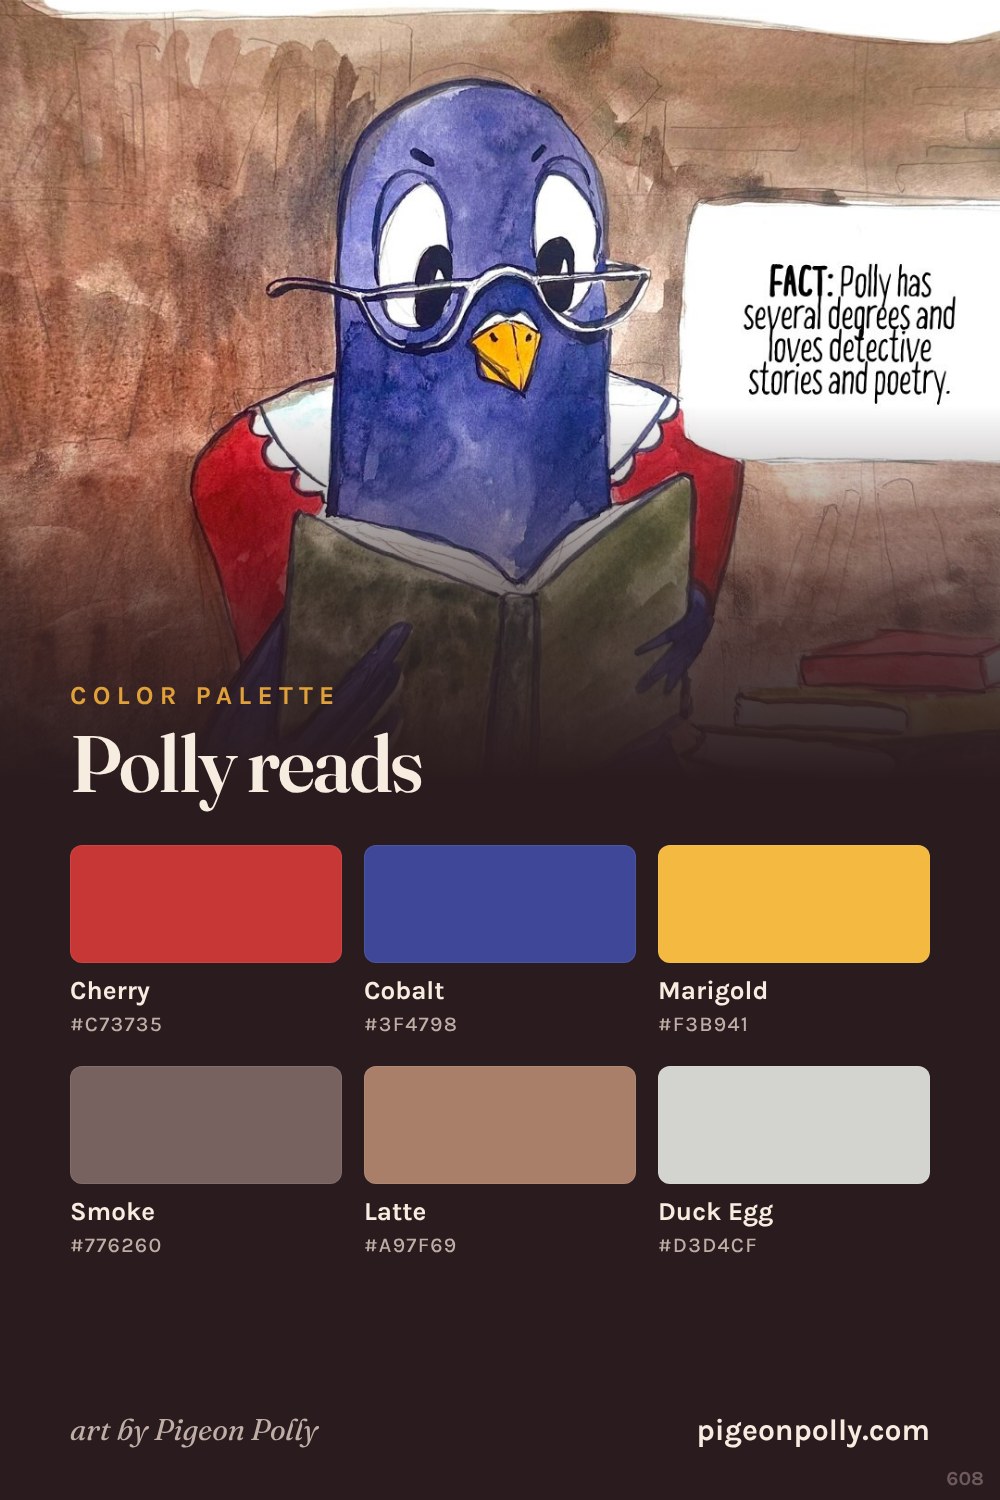 FACT: Polly has
several degrees and
loves detective
stories and poetry.
COLOR PALETTE
Polly reads
Cherry
#C73735
Cobalt
#3F4798
Marigold
#F3B941
Smoke
#776260
Latte
#A97F69
Duck Egg
#D3D4CF
art by Pigeon Polly
pigeonpolly.com
608